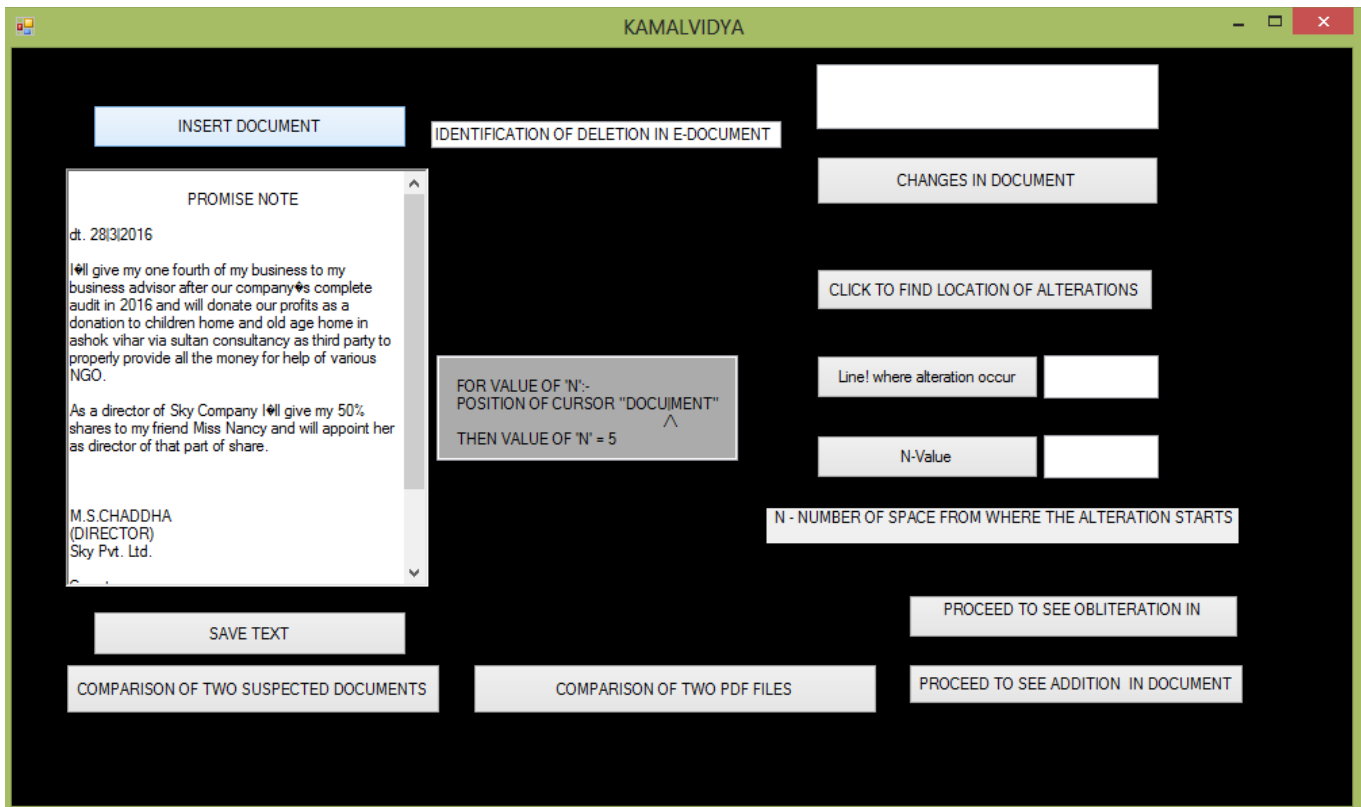 KAMALVIDYA
INSERT DOCUMENT
IDENTIFICATION OF DELETION IN E-DOCUMENT
CHANGES IN DOCUMENT
PROMISE NOTE
dt. 28|3|2016
I�ll give my one fourth of my business to my
business advisor after our company�s complete
audit in 2016 and will donate our profits as a
donation to children home and old age home in
ashok vihar via sultan consultancy as third party to
properly provide all the money for help of various
NGO.
As a director of Sky Company I�ll give my 50%
shares to my friend Miss Nancy and will appoint her
as director of that part of share.
M.S.CHADDHA
(DIRECTOR)
Sky Pvt. Ltd.
FOR VALUE OF 'N':-
POSITION OF CURSOR "DOCU|MENT"
THEN VALUE OF 'N' = 5
CLICK TO FIND LOCATION OF ALTERATIONS
Line! where alteration occur
N-Value
N - NUMBER OF SPACE FROM WHERE THE ALTERATION STARTS
SAVE TEXT
PROCEED TO SEE OBLITERATION IN
COMPARISON OF TWO SUSPECTED DOCUMENTS
COMPARISON OF TWO PDF FILES
PROCEED TO SEE ADDITION IN DOCUMENT